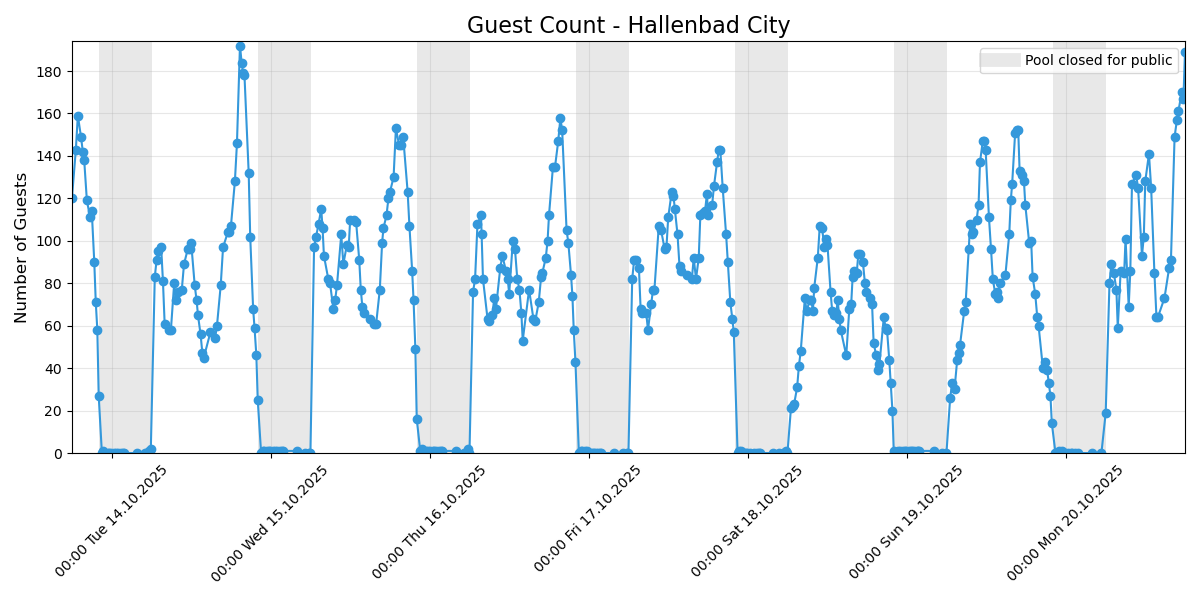 Guest Count - Hallenbad City
Pool closed for public
Number of Guests
180
160
140
120
100
80
60
40
20
0
00:00 Tue 14.10.2025
00:00 Wed 15.10.2025
00:00 Thu 16.10.2025
00:00 Fri 17.10.2025
00:00 Sat 18.10.2025
00:00 Sun 19.10.2025
00:00 Mon 20.10.2025